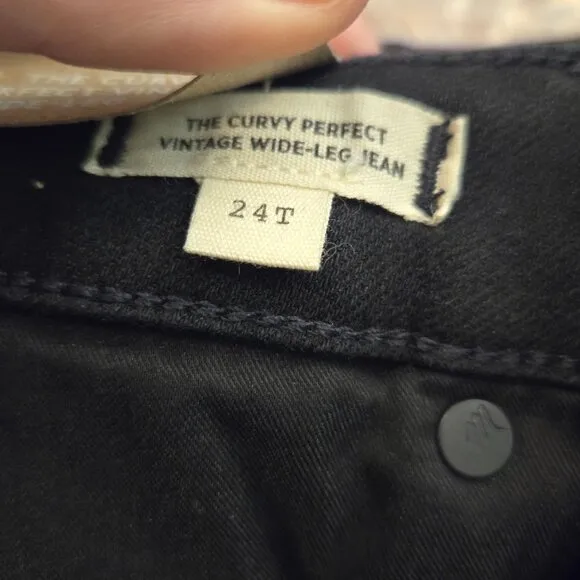 THE CURVY PERFECT
VINTAGE WIDE-LEG JEAN
24T